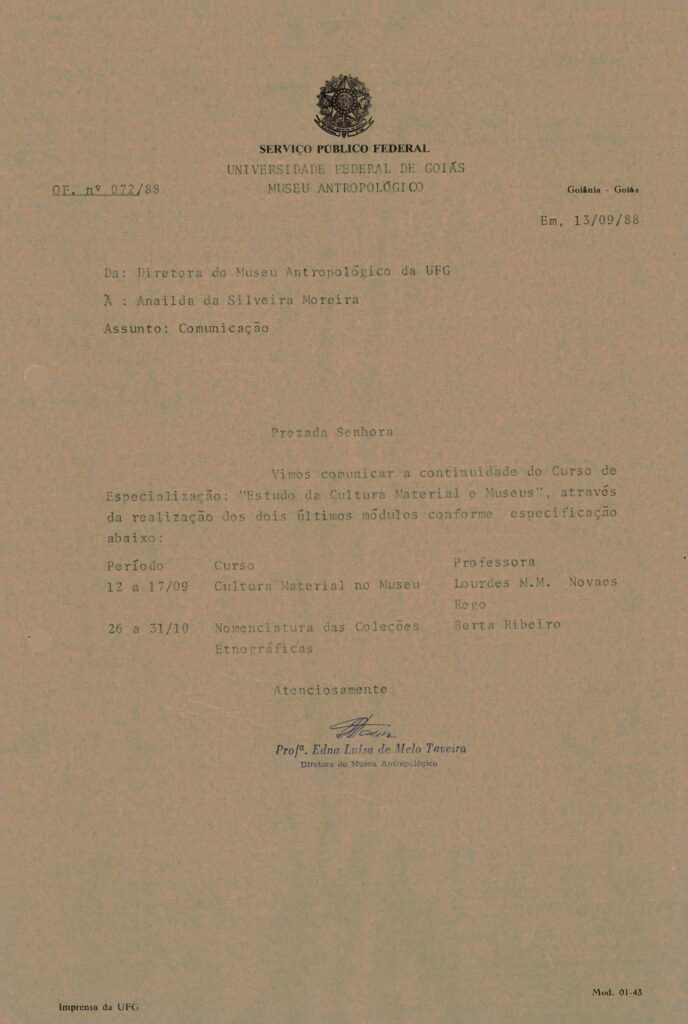 SERVIÇO PÚBLICO FEDERAL
UNIVERSIDADE FEDERAL DE GOIÁS
OF. nº 072/88
MUSEU ANTROPOLÓGICO
Goiânia - Goiás
Em, 13/09/88
Da: Diretora do Museu Antropológico da UFG
À : Anailda da Silveira Moreira
Assunto: Comunicação
Prezada Senhora
Vimos comunicar a continuidade do Curso de
Especialização: "Estudo da Cultura Material e Museus", através
da realização dos dois últimos módulos conforme especificação
abaixo:
Período Curso Professora
12 a 17/09 Cultura Material no Museu Lourdes M.M. Novaes
Rego
26 a 31/10 Nomenclatura das Coleções Berta Ribeiro
Etnográficas
Atenciosamente
Profª. Edna Luísa de Melo Taveira
Diretora do Museu Antropológico
Mod. 01-43
Imprensa da UFG